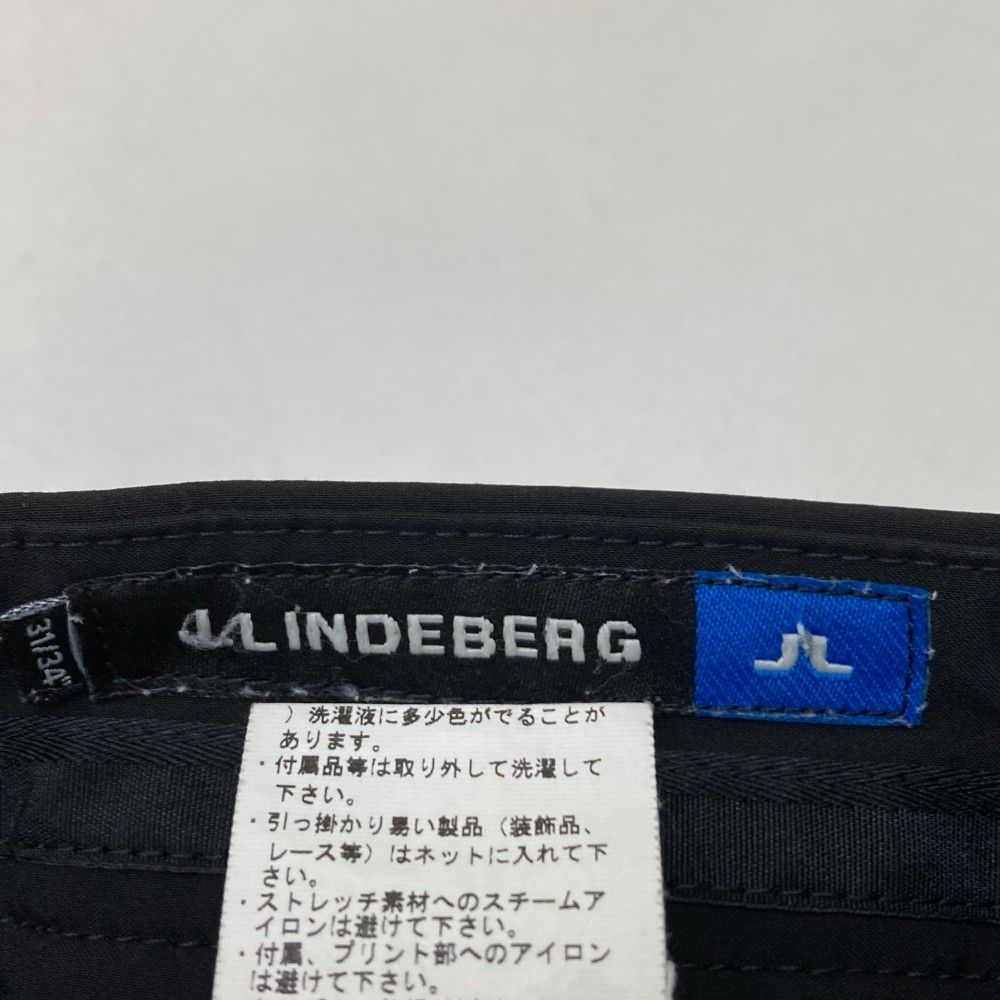 31/34"
J.LINDEBERG
）洗濯液に多少色がでることが
あります。
・付属品等は取り外して洗濯して
下さい。
・引っ掛かり易い製品（装飾品、
レース等）はネットに入れて下
さい。
・ストレッチ素材へのスチームア
イロンは避けて下さい。
・付属、プリント部へのアイロン
は避けて下さい。